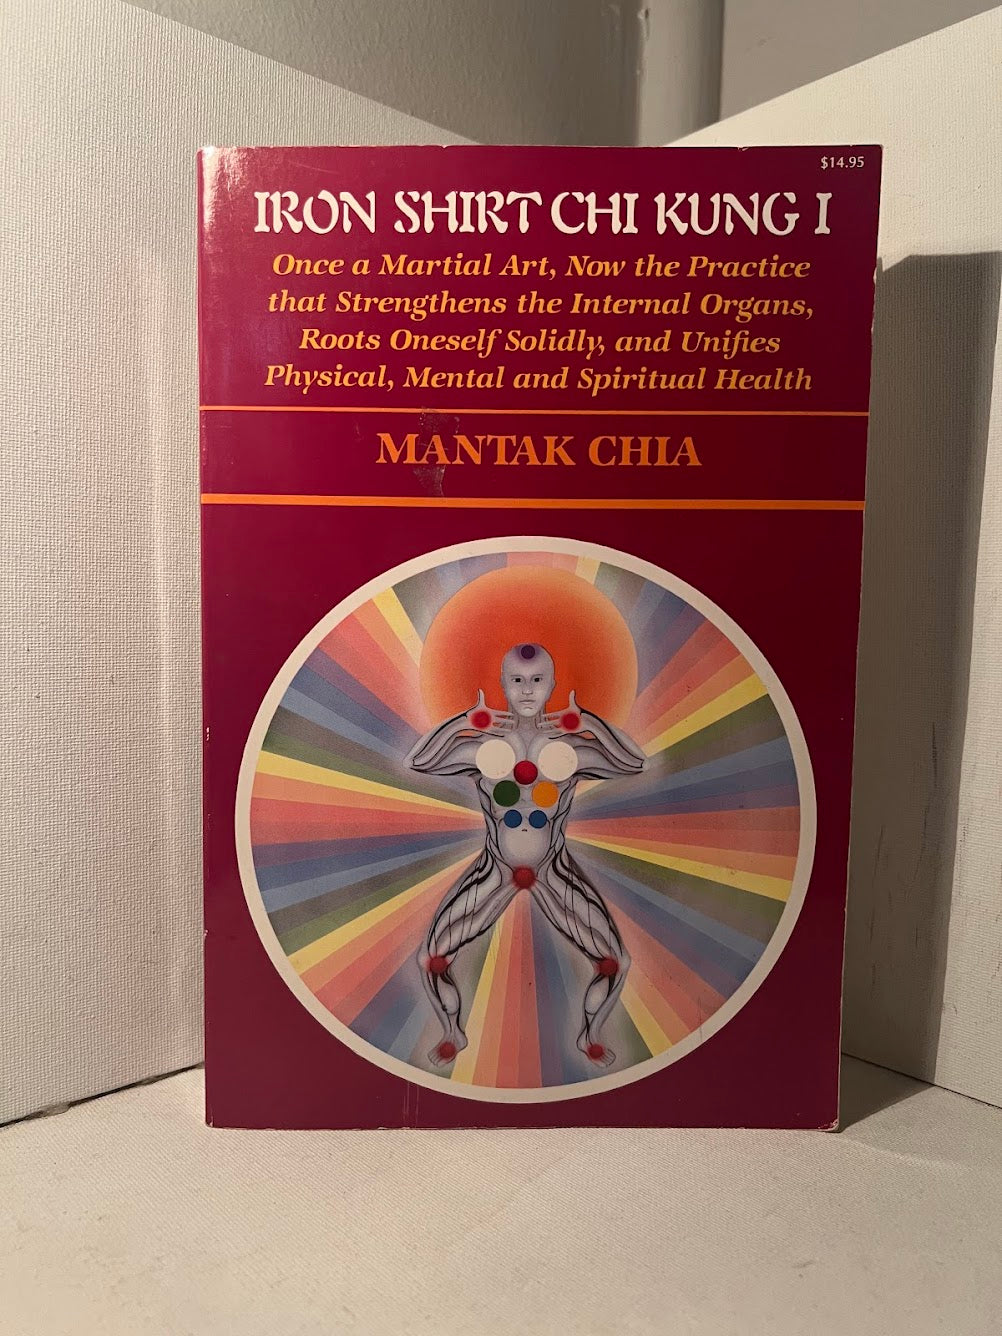 $14.95
IRON SHIRT CHI KUNG I
Once a Martial Art, Now the Practice
that Strengthens the Internal Organs,
Roots Oneself Solidly, and Unifies
Physical, Mental and Spiritual Health
MANTAK CHIA